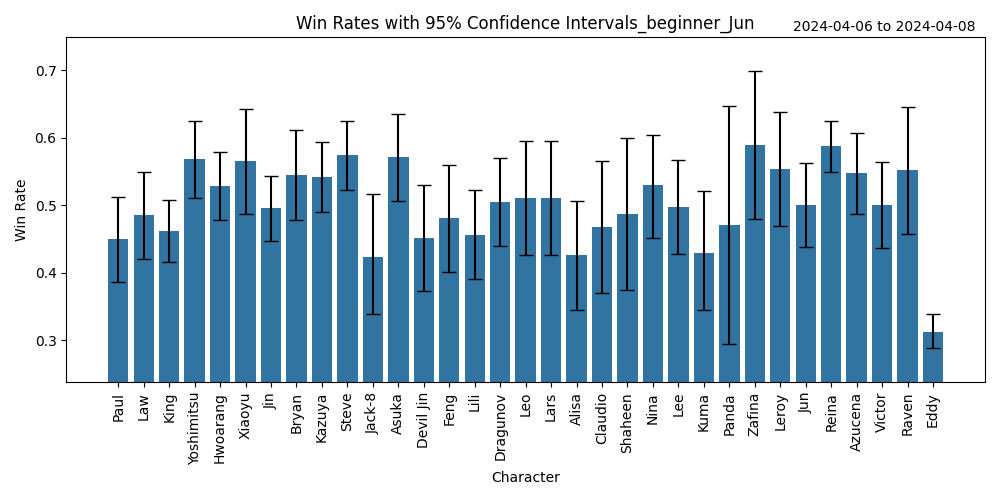 Win Rates with 95% Confidence Intervals_beginner_Jun
2024-04-06 to 2024-04-08
Win Rate
0.7
0.6
0.5
0.4
0.3
Paul
Law
King
Yoshimitsu
Hwoarang
Xiaoyu
Jin
Bryan
Kazuya
Steve
Jack-8
Asuka
Devil Jin
Feng
Lili
Dragunov
Leo
Lars
Alisa
Claudio
Shaheen
Nina
Lee
Kuma
Panda
Zafina
Leroy
Jun
Reina
Azucena
Victor
Raven
Eddy
Character